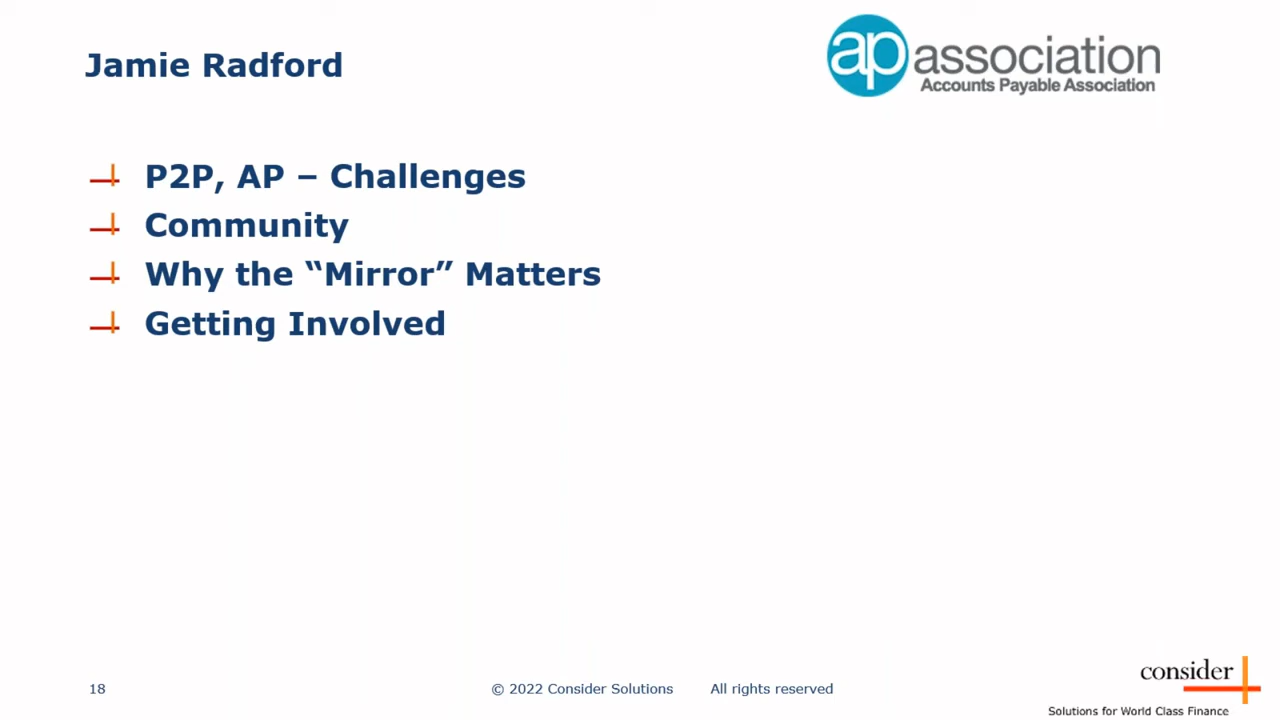 Jamie Radford
ap association
Accounts Payable Association
P2P, AP – Challenges
Community
Why the “Mirror” Matters
Getting Involved
18
© 2022 Consider Solutions All rights reserved
consider
Solutions for World Class Finance